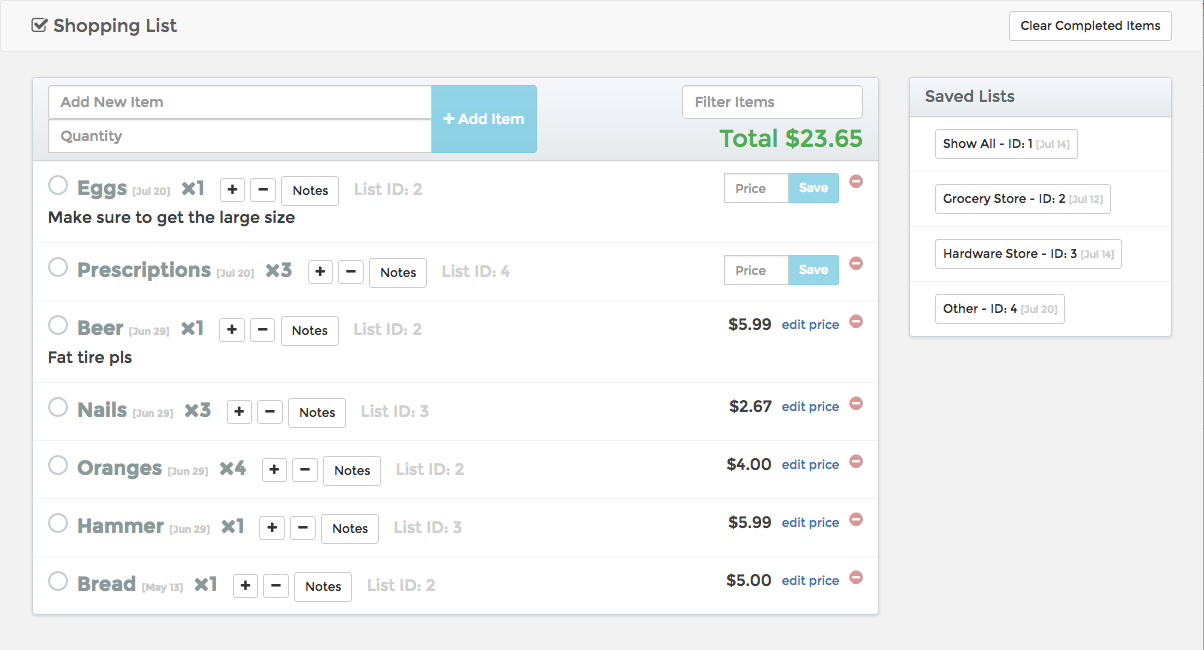 Shopping List
Clear Completed Items
Add New Item
Quantity
+ Add Item
Filter Items
Total $23.65
Eggs [Jul 20] ×1 + − Notes List ID: 2 Price Save
Make sure to get the large size
Prescriptions [Jul 20] ×3 + − Notes List ID: 4 Price Save
Beer [Jun 29] ×1 + − Notes List ID: 2 $5.99 edit price
Fat tire pls
Nails [Jun 29] ×3 + − Notes List ID: 3 $2.67 edit price
Oranges [Jun 29] ×4 + − Notes List ID: 2 $4.00 edit price
Hammer [Jun 29] ×1 + − Notes List ID: 3 $5.99 edit price
Bread [May 13] ×1 + − Notes List ID: 2 $5.00 edit price
Saved Lists
Show All - ID: 1 [Jul 14]
Grocery Store - ID: 2 [Jul 12]
Hardware Store - ID: 3 [Jul 14]
Other - ID: 4 [Jul 20]